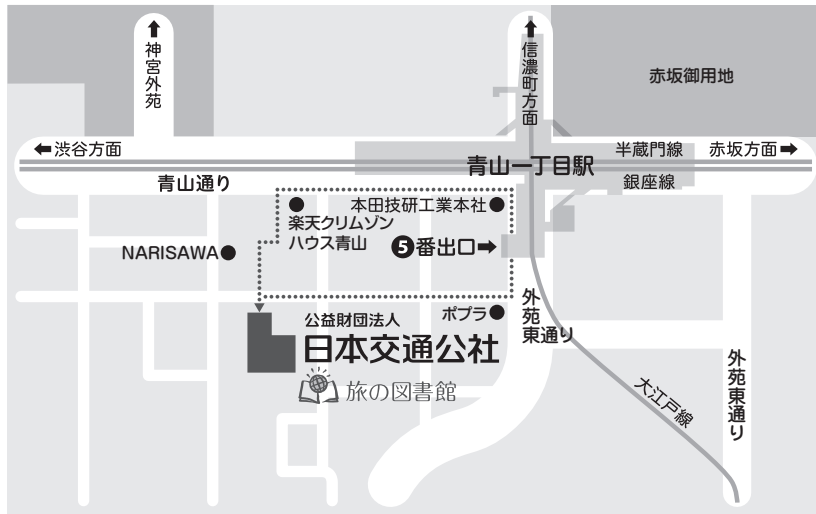 神宮外苑
信濃町方面
赤坂御用地
渋谷方面
半蔵門線
赤坂方面
青山一丁目駅
青山通り
銀座線
本田技研工業本社
楽天クリムゾン
ハウス青山
NARISAWA
5番出口
外苑
東通り
ポプラ
公益財団法人
日本交通公社
旅の図書館
外苑東通り
大江戸線